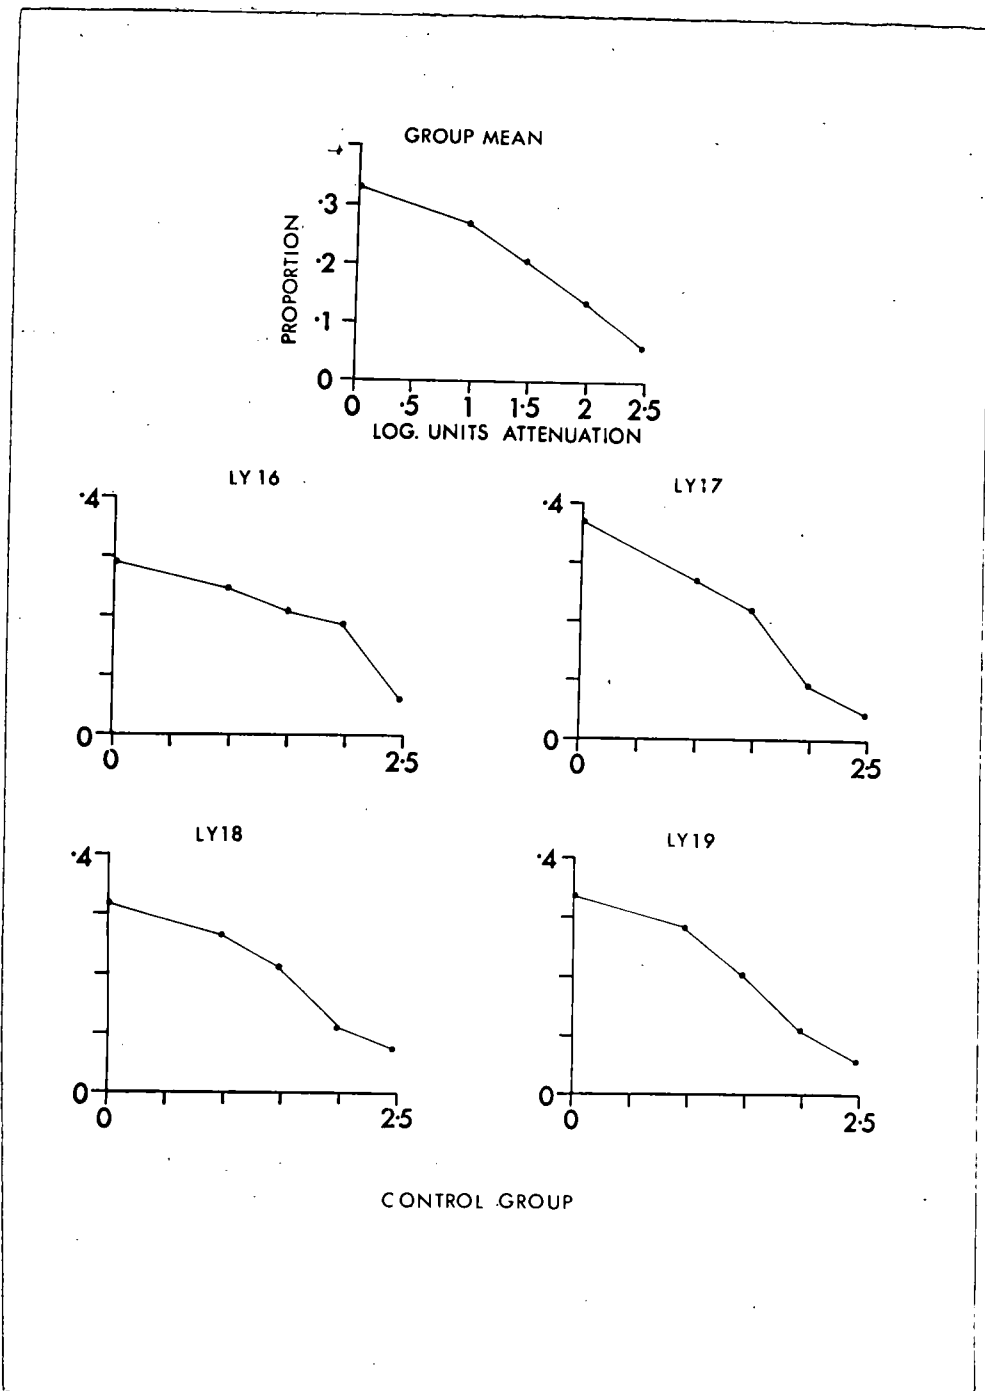 GROUP MEAN
·3
·2
·1
0
PROPORTION
0 ·5 1 1·5 2 2·5
LOG. UNITS ATTENUATION
LY 16
·4
0
0 2·5
LY17
·4
0
0 2·5
LY18
·4
0
0 2·5
LY19
·4
0
0 2·5
CONTROL GROUP